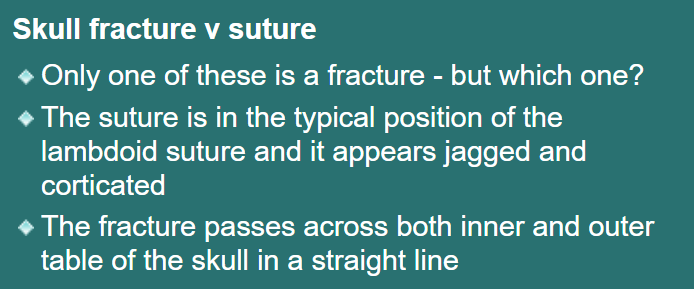 Skull fracture v suture
Only one of these is a fracture - but which one?
The suture is in the typical position of the
lambdoid suture and it appears jagged and
corticated
The fracture passes across both inner and outer
table of the skull in a straight line